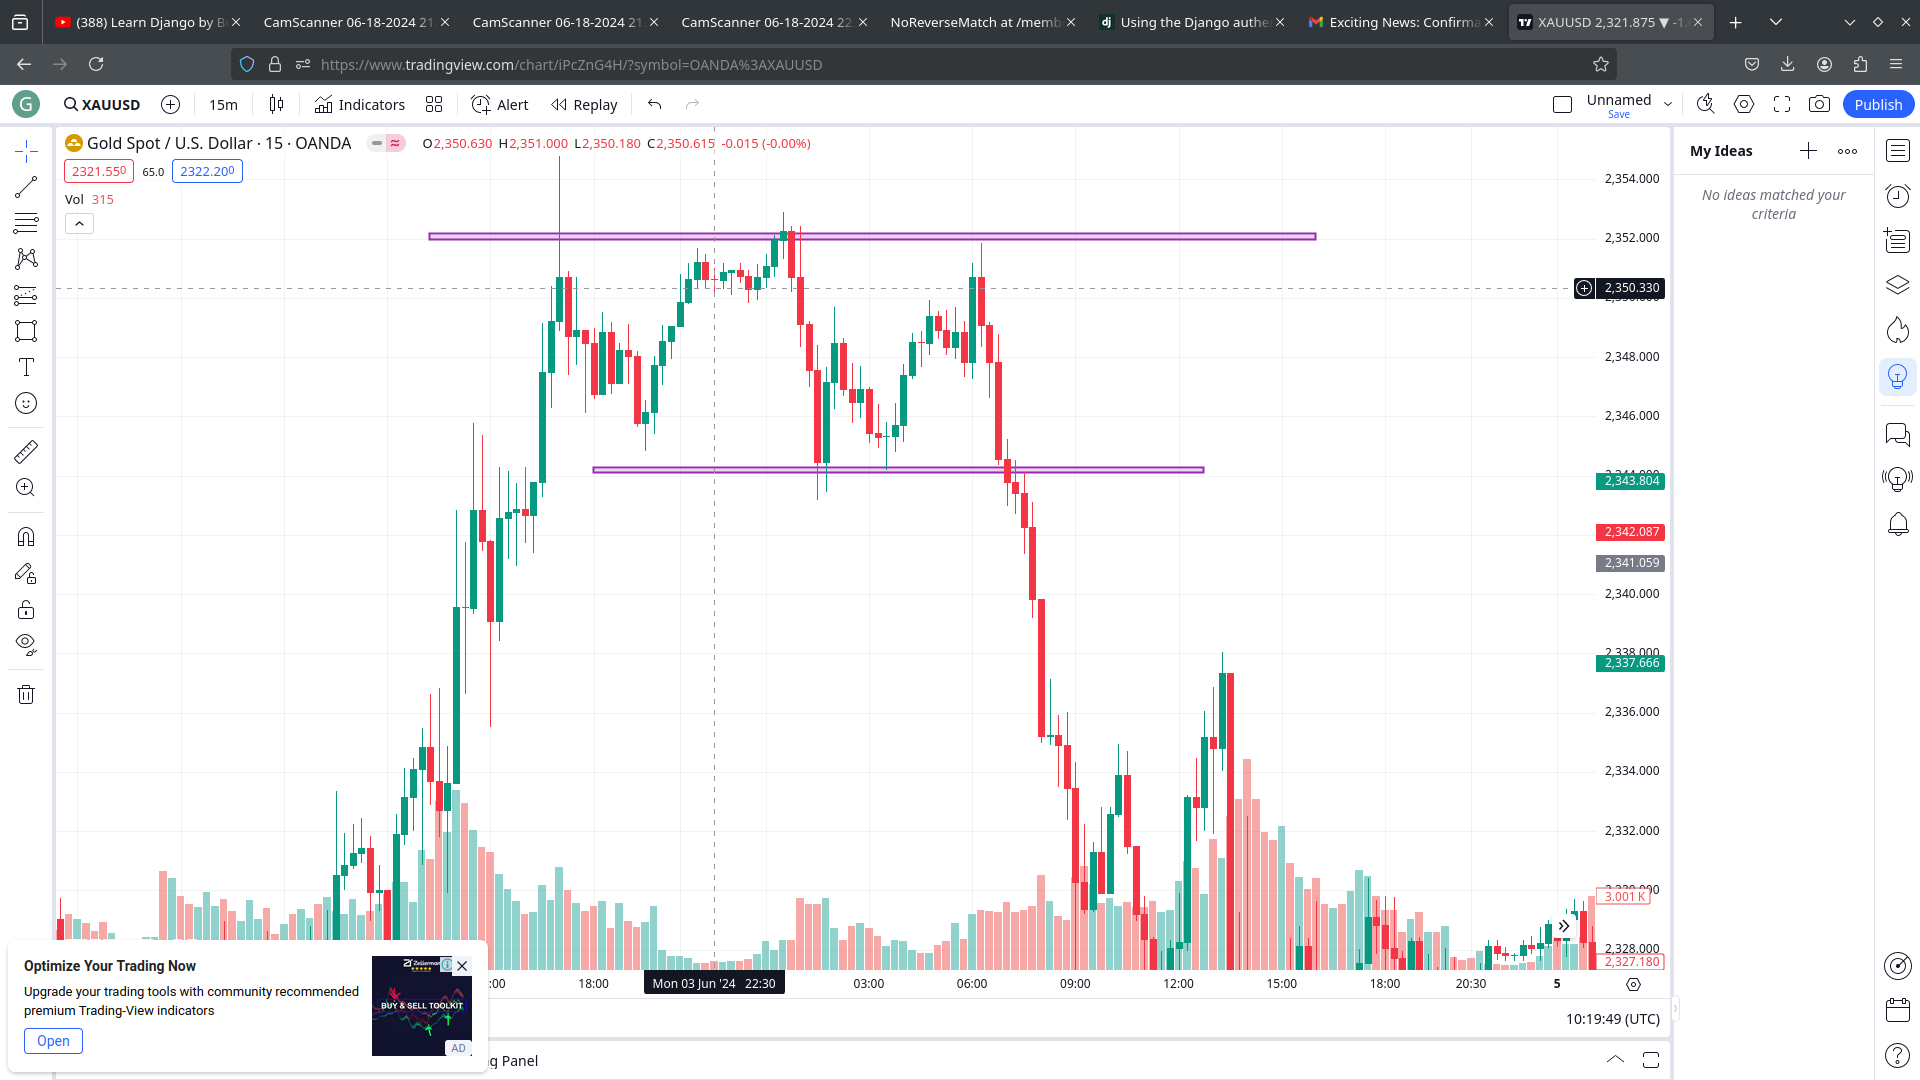 (388) Learn Django by B
CamScanner 06-18-2024 21
CamScanner 06-18-2024 21
CamScanner 06-18-2024 22
NoReverseMatch at /memb
Using the Django authe
Exciting News: Confirma
XAUUSD 2,321.875 ▼ -1.
https://www.tradingview.com/chart/iPcZnG4H/?symbol=OANDA%3AXAUUSD
G
XAUUSD
15m
Indicators
Alert
Replay
Unnamed
Save
Publish
Gold Spot / U.S. Dollar · 15 · OANDA
O2,350.630 H2,351.000 L2,350.180 C2,350.615 -0.015 (-0.00%)
2321.550 65.0 2322.200
Vol 315
My Ideas
No ideas matched your
criteria
2,354.000
2,352.000
2,350.330
2,348.000
2,346.000
2,343.804
2,342.087
2,341.059
2,340.000
2,338.000
2,337.666
2,336.000
2,334.000
2,332.000
3.001 K
2,328.000
2,327.180
:00
18:00
Mon 03 Jun '24 22:30
03:00
06:00
09:00
12:00
15:00
18:00
20:30
5
10:19:49 (UTC)
Optimize Your Trading Now
Upgrade your trading tools with community recommended
premium Trading-View indicators
Open
BUY & SELL TOOLKIT
AD
g Panel